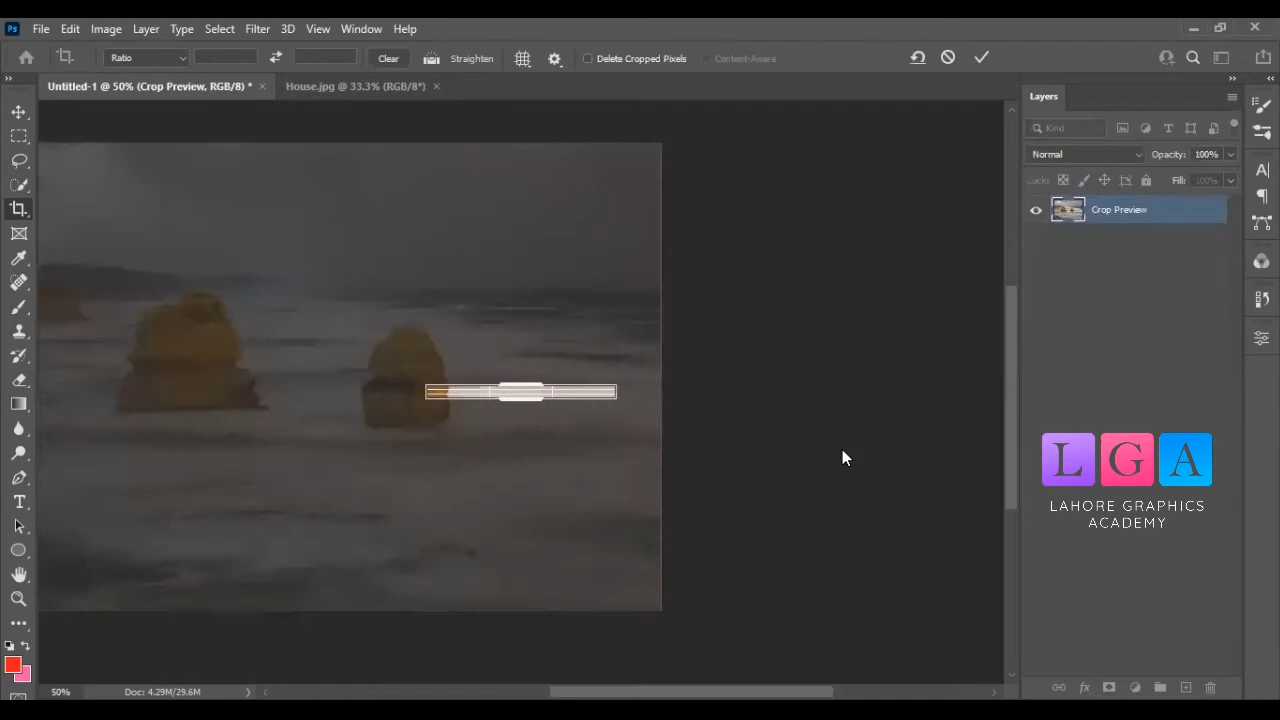 Ps File Edit Image Layer Type Select Filter 3D View Window Help
Ratio Clear Straighten Delete Cropped Pixels Content-Aware
Untitled-1 @ 50% (Crop Preview, RGB/8) * House.jpg @ 33.3% (RGB/8*)
Layers
Kind
Normal Opacity: 100%
Lock: Fill: 100%
Crop Preview
L G A
LAHORE GRAPHICS
ACADEMY
50% Doc: 4.29M/29.6M